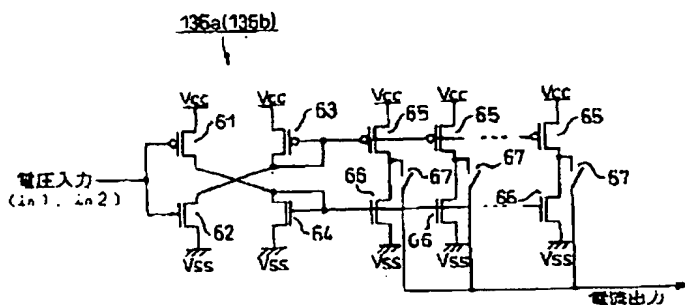 136a(136b)
Vcc Vcc Vcc Vcc Vcc
61 63 65 65 65
電圧入力
(in1, in2)
66 67 67 67
62 64 66 66
Vss Vss Vss Vss Vss
電流出力